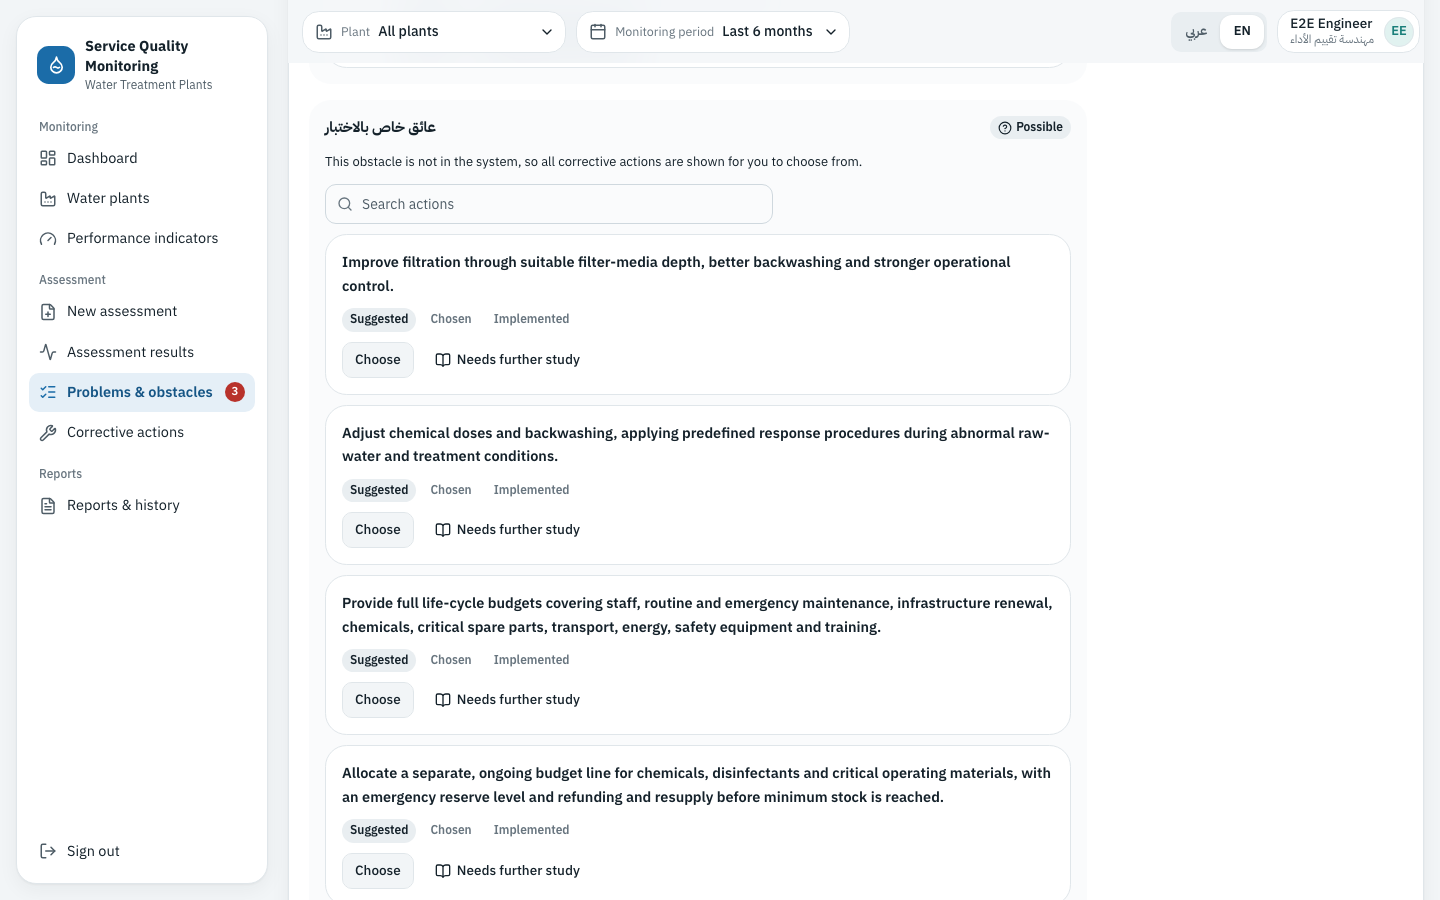 Service Quality
Monitoring
Water Treatment Plants
Monitoring
Dashboard
Water plants
Performance indicators
Assessment
New assessment
Assessment results
Problems & obstacles 3
Corrective actions
Reports
Reports & history
Sign out
Plant All plants
Monitoring period Last 6 months
عربي EN
E2E Engineer
مهندسة تقييم الأداء
EE
عائق خاص بالاختبار
Possible
This obstacle is not in the system, so all corrective actions are shown for you to choose from.
Search actions
Improve filtration through suitable filter-media depth, better backwashing and stronger operational
control.
Suggested Chosen Implemented
Choose Needs further study
Adjust chemical doses and backwashing, applying predefined response procedures during abnormal raw-
water and treatment conditions.
Suggested Chosen Implemented
Choose Needs further study
Provide full life-cycle budgets covering staff, routine and emergency maintenance, infrastructure renewal,
chemicals, critical spare parts, transport, energy, safety equipment and training.
Suggested Chosen Implemented
Choose Needs further study
Allocate a separate, ongoing budget line for chemicals, disinfectants and critical operating materials, with
an emergency reserve level and refunding and resupply before minimum stock is reached.
Suggested Chosen Implemented
Choose Needs further study